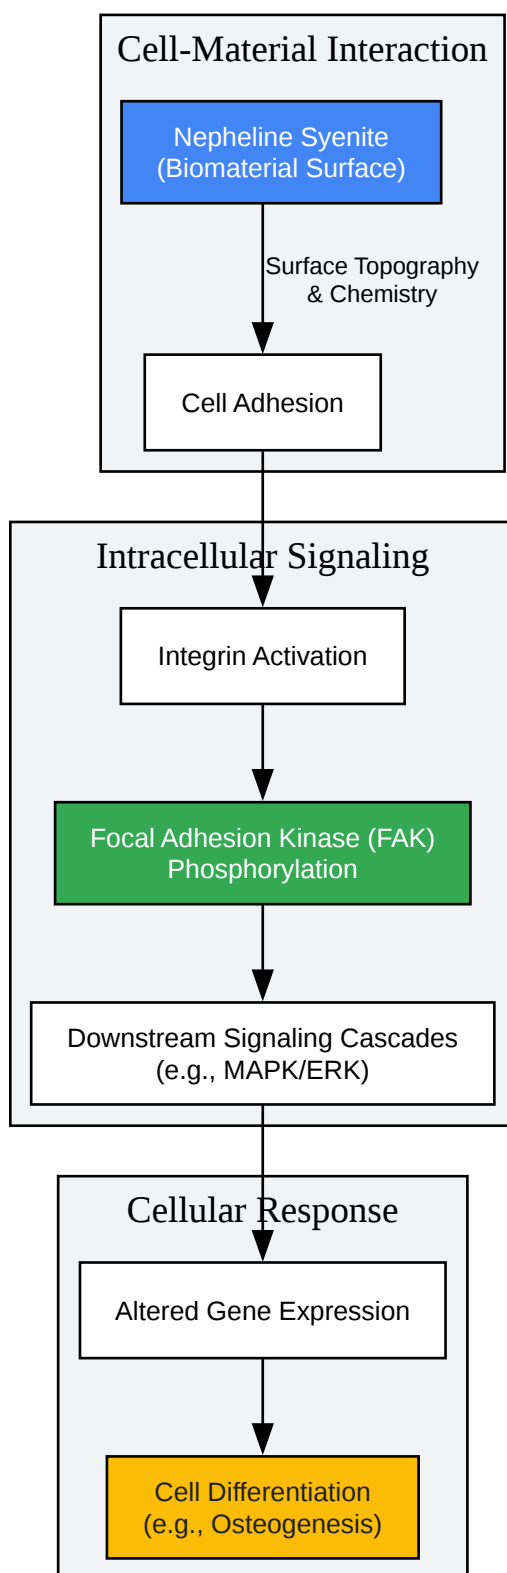 Cell-Material Interaction
Nepheline Syenite
(Biomaterial Surface)
Surface Topography
& Chemistry
Cell Adhesion
Intracellular Signaling
Integrin Activation
Focal Adhesion Kinase (FAK)
Phosphorylation
Downstream Signaling Cascades
(e.g., MAPK/ERK)
Cellular Response
Altered Gene Expression
Cell Differentiation
(e.g., Osteogenesis)